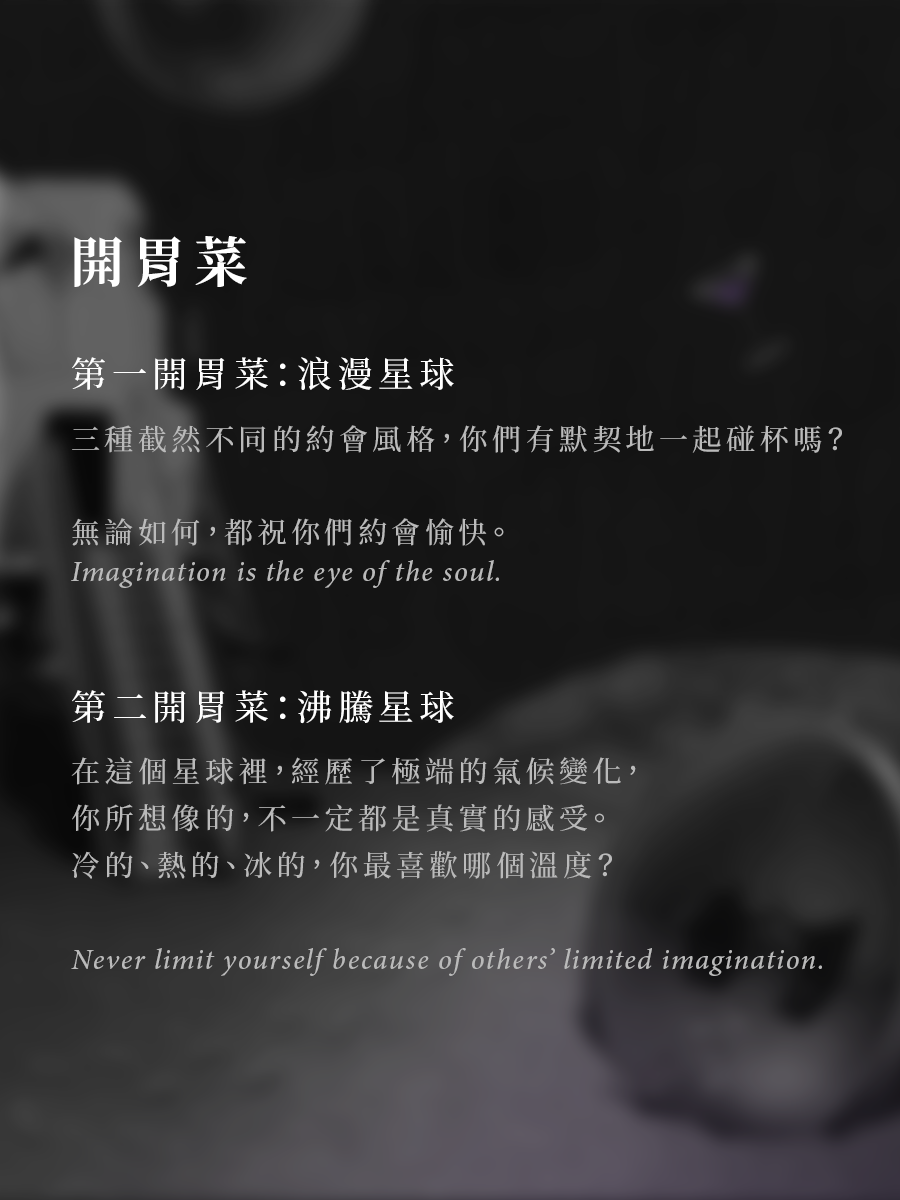 開胃菜
第一開胃菜：浪漫星球
三種截然不同的約會風格，你們有默契地一起碰杯嗎？
無論如何，都祝你們約會愉快。
Imagination is the eye of the soul.
第二開胃菜：沸騰星球
在這個星球裡，經歷了極端的氣候變化，
你所想像的，不一定都是真實的感受。
冷的、熱的、冰的，你最喜歡哪個溫度？
Never limit yourself because of others’ limited imagination.